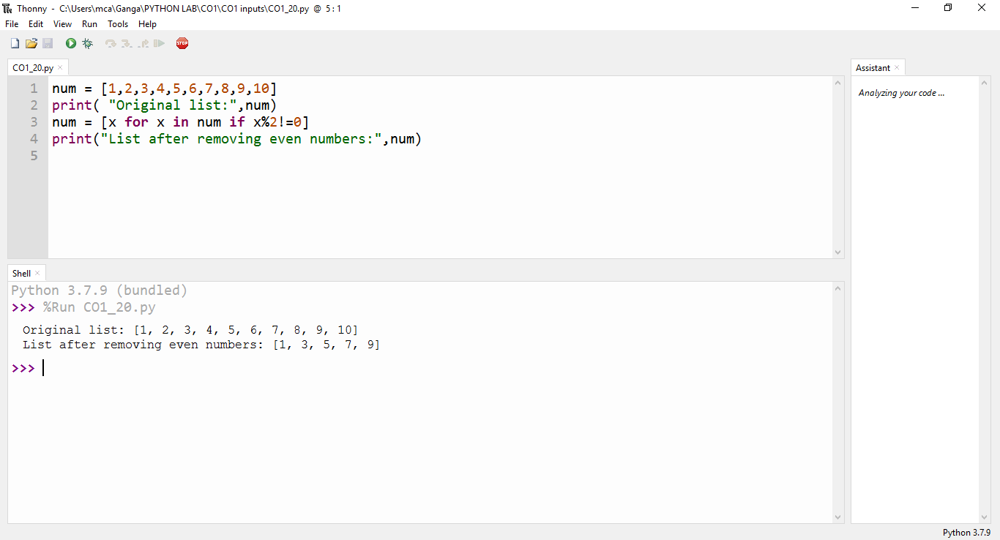 Thonny - C:\Users\mca\Ganga\PYTHON LAB\CO1\CO1 inputs\CO1_20.py @ 5:1
File Edit View Run Tools Help
STOP
CO1_20.py ×
Assistant ×
1 num = [1,2,3,4,5,6,7,8,9,10]
2 print( "Original list:",num)
3 num = [x for x in num if x%2!=0]
4 print("List after removing even numbers:",num)
5
Analyzing your code ...
Shell ×
Python 3.7.9 (bundled)
>>> %Run CO1_20.py
Original list: [1, 2, 3, 4, 5, 6, 7, 8, 9, 10]
List after removing even numbers: [1, 3, 5, 7, 9]
>>>
Python 3.7.9